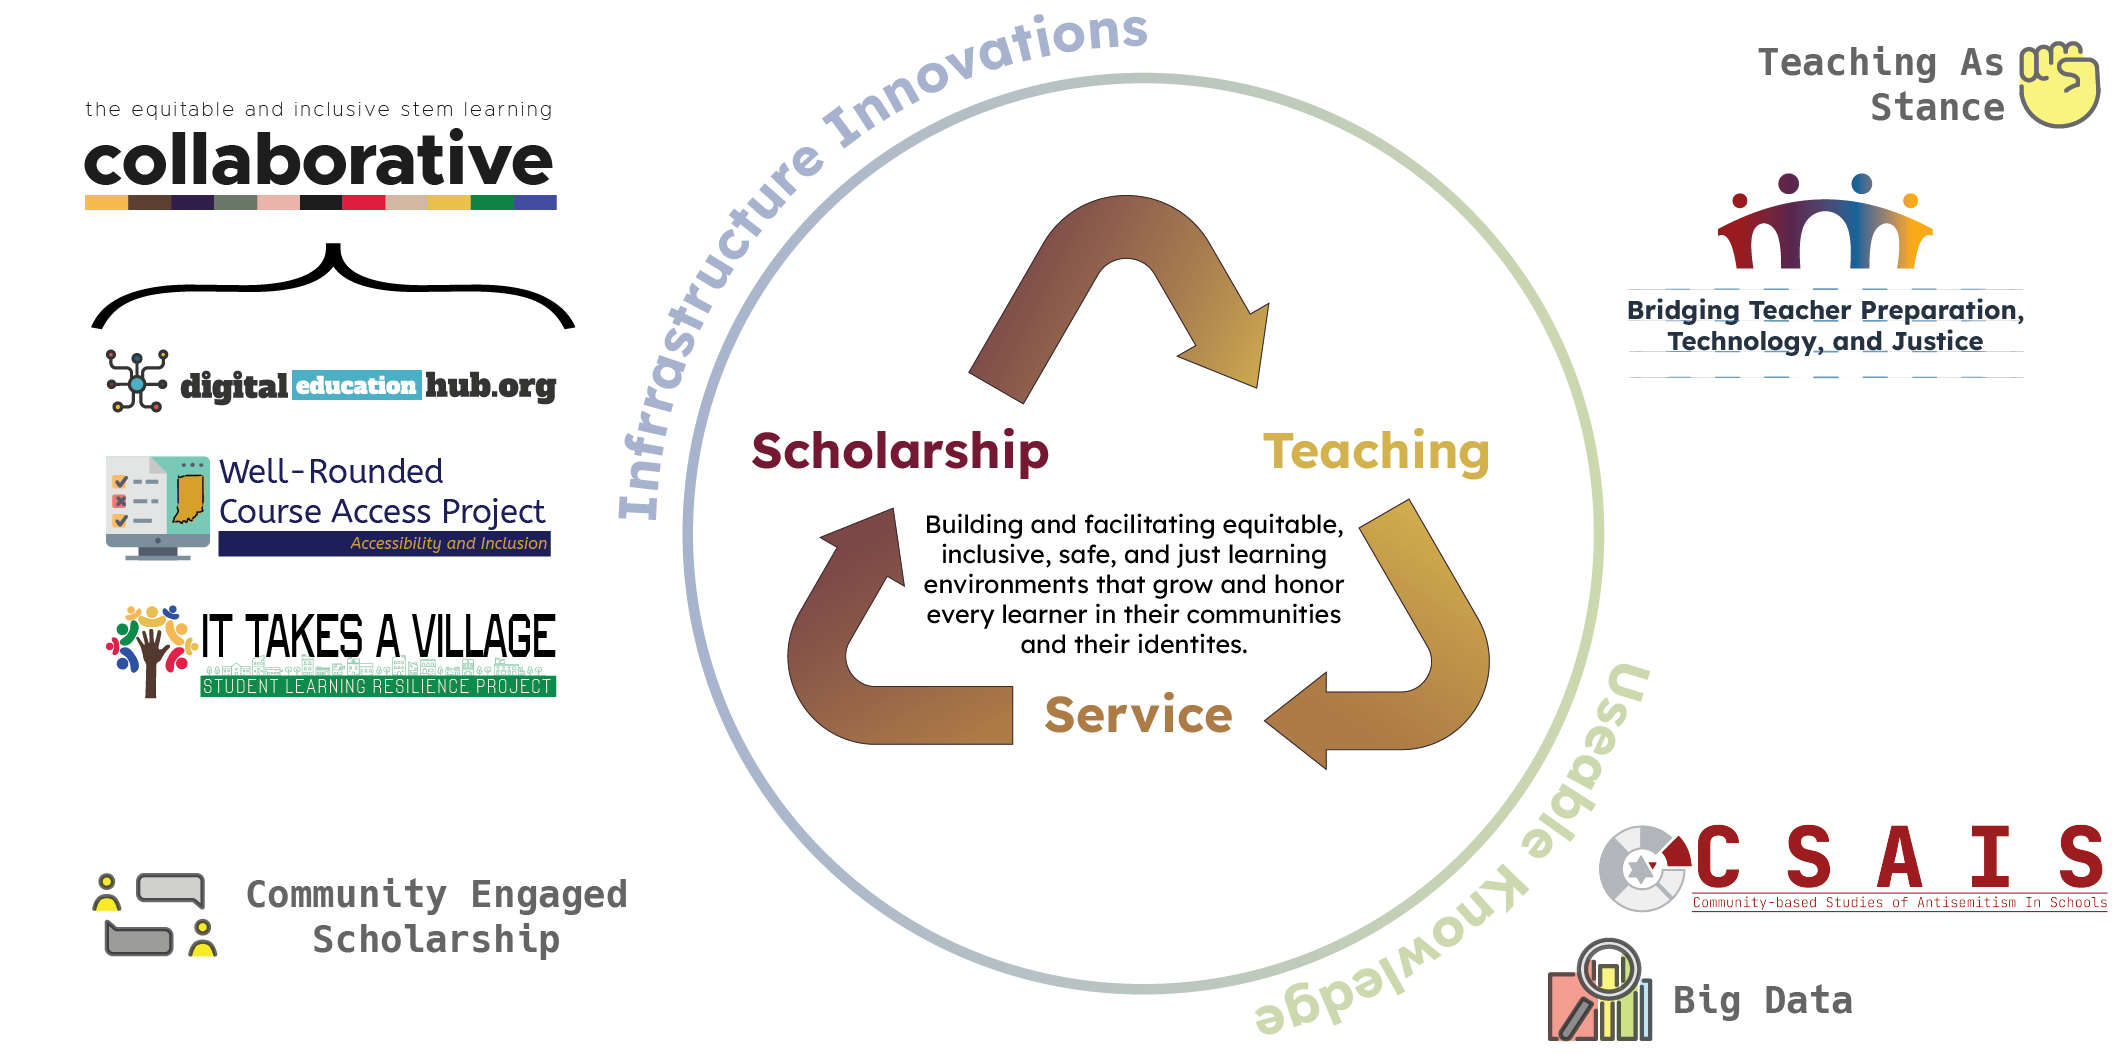 the equitable and inclusive stem learning
collaborative
digital education hub.org
Well-Rounded
Course Access Project
Accessibility and Inclusion
IT TAKES A VILLAGE
STUDENT LEARNING RESILIENCE PROJECT
Community Engaged
Scholarship
Infrrastructure Innovations
Scholarship
Teaching
Building and facilitating equitable,
inclusive, safe, and just learning
environments that grow and honor
every learner in their communities
and their identites.
Service
Useable Knowledge
Teaching As
Stance
Bridging Teacher Preparation,
Technology, and Justice
CSAIS
Community-based Studies of Antisemitism In Schools
Big Data